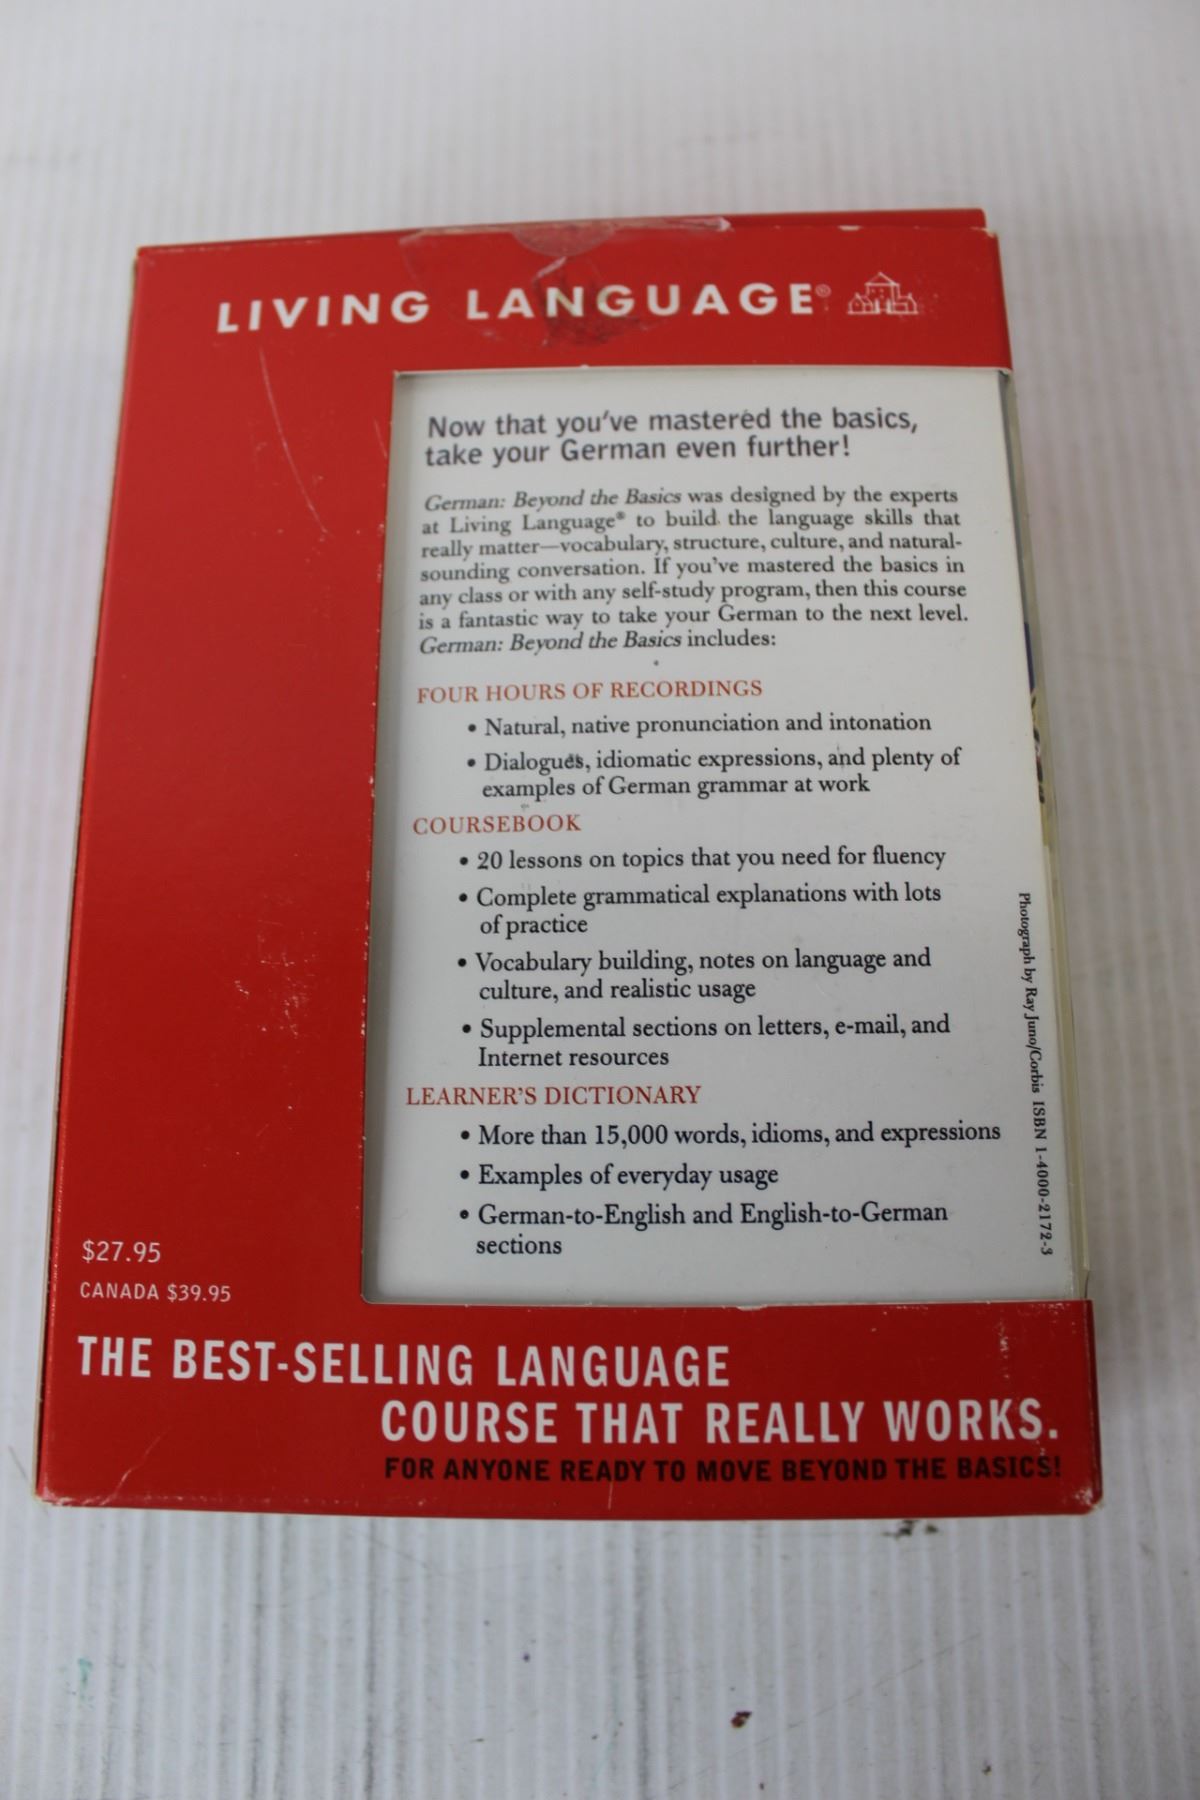 LIVING LANGUAGE®
Now that you've mastered the basics,
take your German even further!
German: Beyond the Basics was designed by the experts
at Living Language® to build the language skills that
really matter—vocabulary, structure, culture, and natural-
sounding conversation. If you've mastered the basics in
any class or with any self-study program, then this course
is a fantastic way to take your German to the next level.
German: Beyond the Basics includes:
FOUR HOURS OF RECORDINGS
• Natural, native pronunciation and intonation
• Dialogues, idiomatic expressions, and plenty of
examples of German grammar at work
COURSEBOOK
• 20 lessons on topics that you need for fluency
• Complete grammatical explanations with lots
of practice
• Vocabulary building, notes on language and
culture, and realistic usage
• Supplemental sections on letters, e-mail, and
Internet resources
LEARNER'S DICTIONARY
• More than 15,000 words, idioms, and expressions
• Examples of everyday usage
• German-to-English and English-to-German
sections
Photograph by Ray Juno/Corbis ISBN 1-4000-2172-3
$27.95
CANADA $39.95
THE BEST-SELLING LANGUAGE
COURSE THAT REALLY WORKS.
FOR ANYONE READY TO MOVE BEYOND THE BASICS!